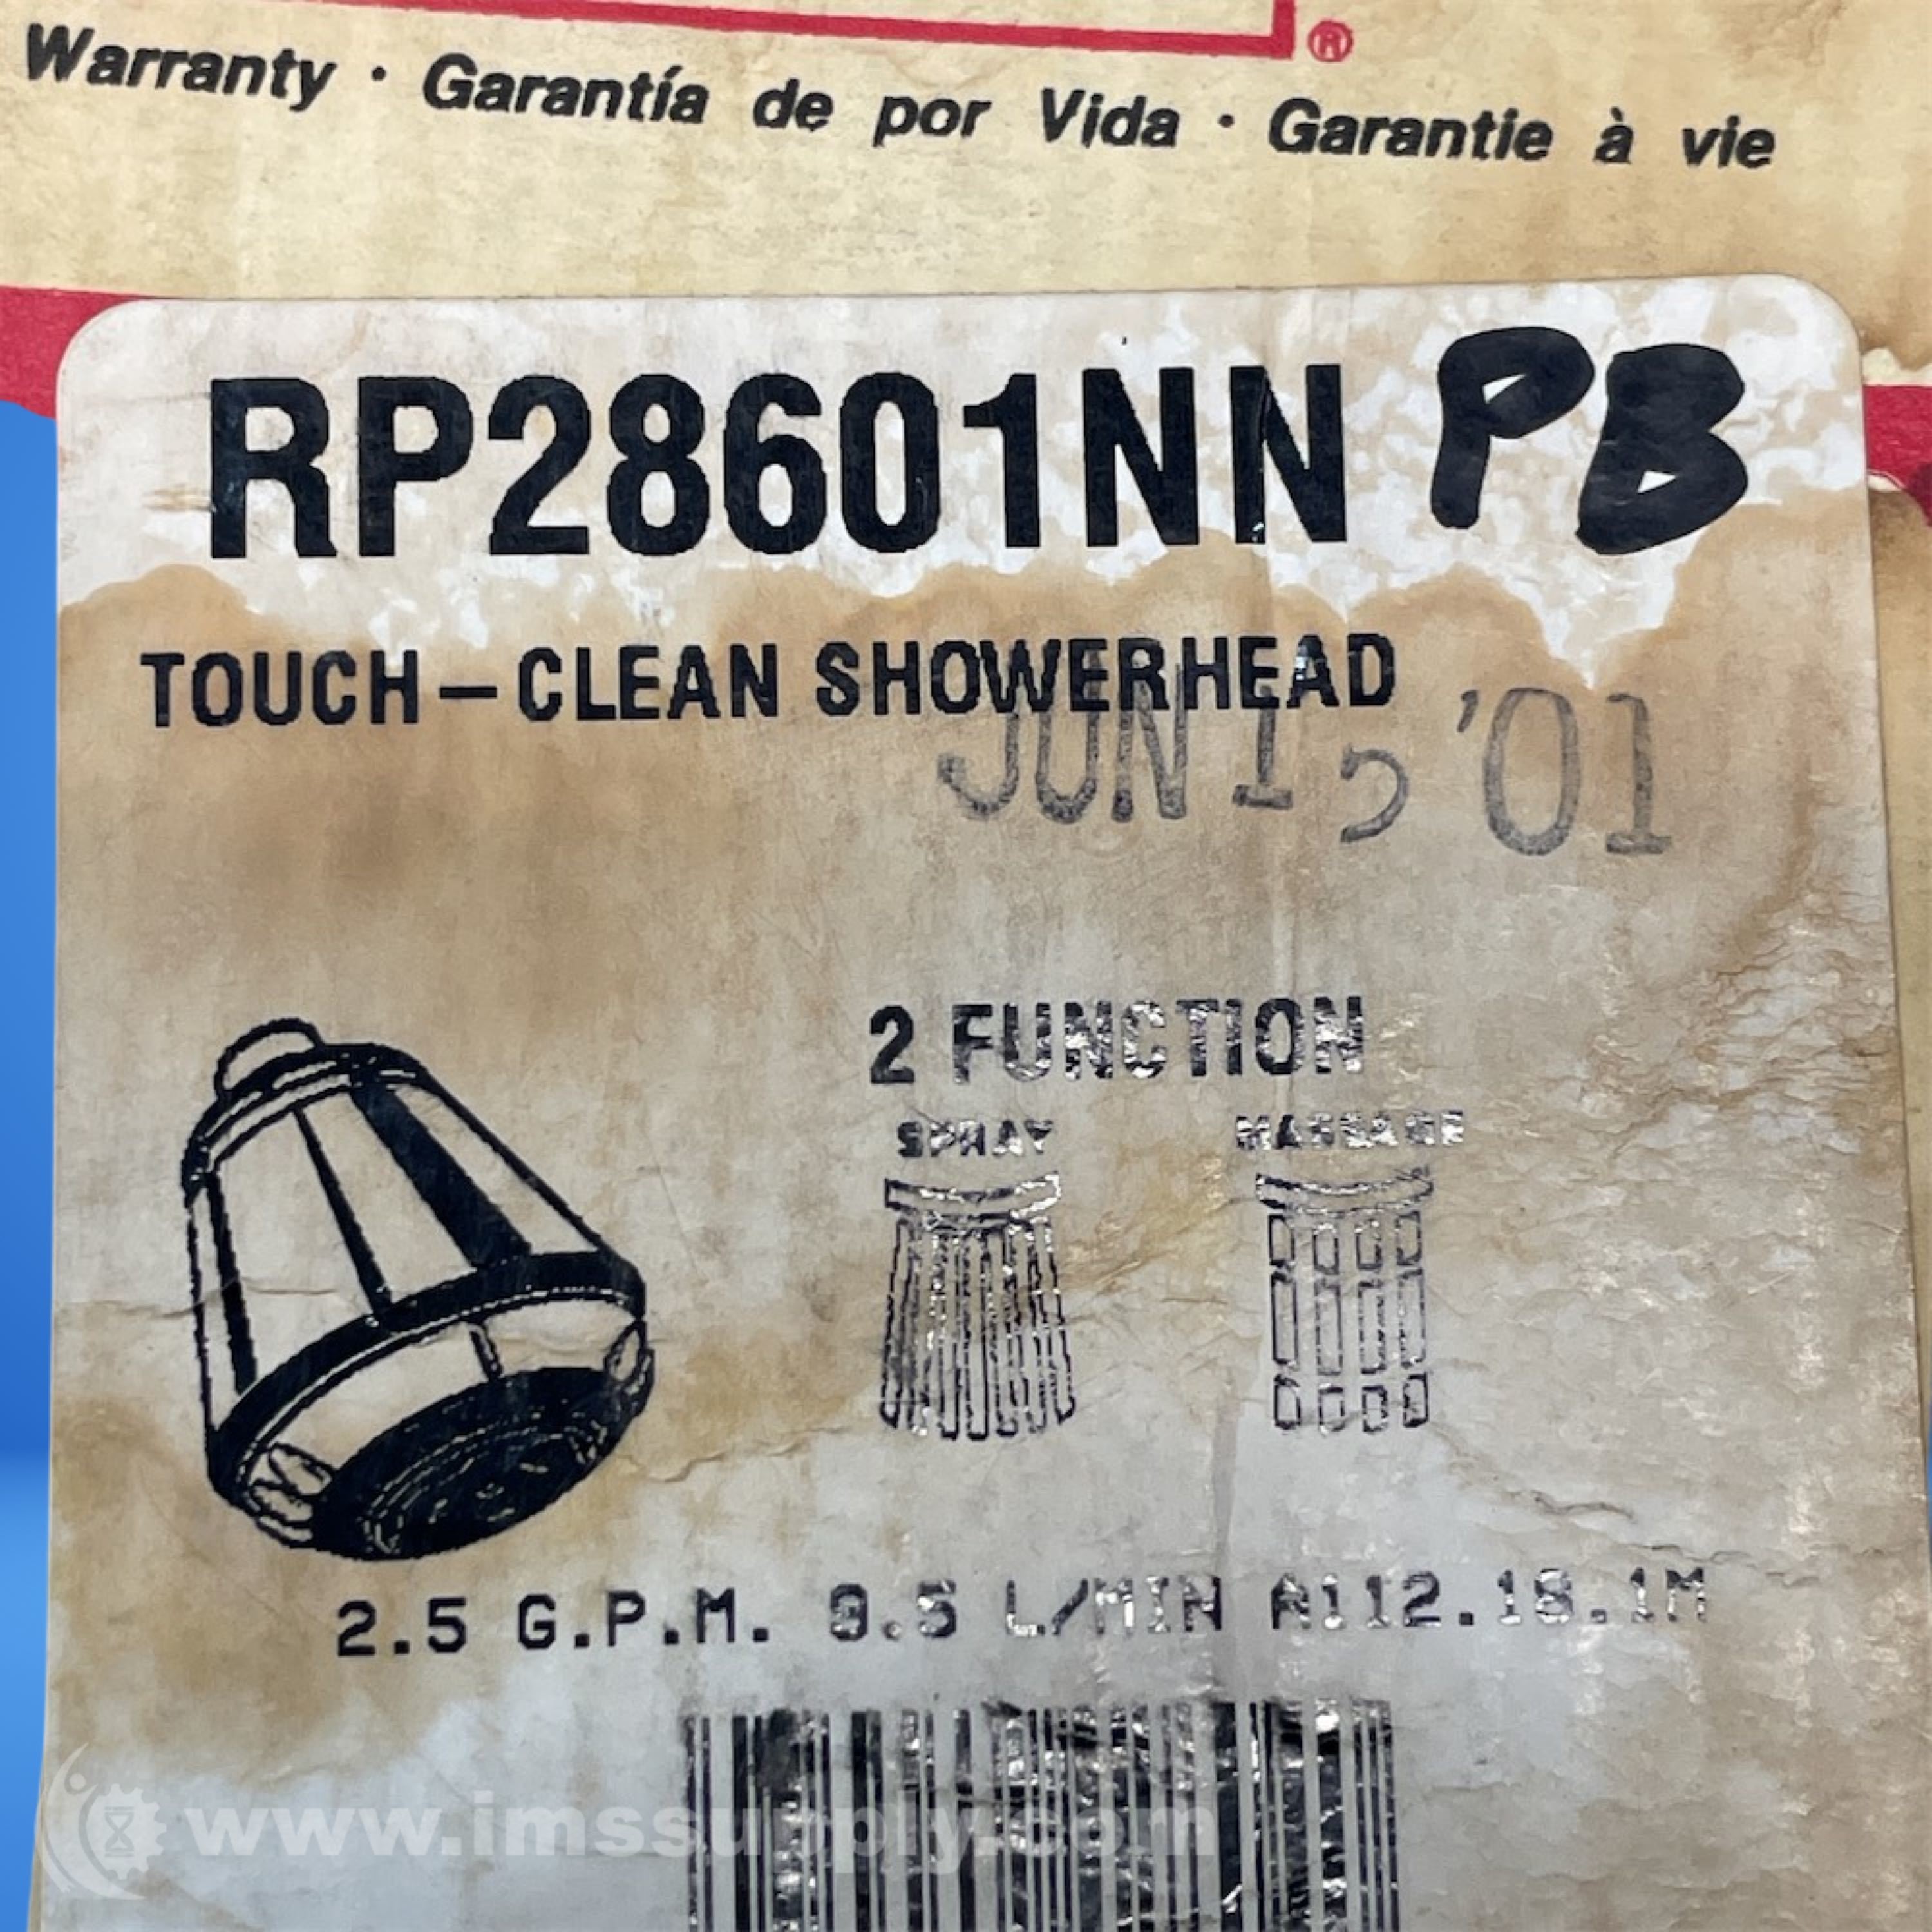 ®
Warranty · Garantía de por Vida · Garantie à vie
RP28601NN PB
TOUCH-CLEAN SHOWERHEAD
JUN 15 '01
2 FUNCTION
SPRAY MASSAGE
2.5 G.P.M. 9.5 L/MIN A112.18.1M
www.imssupply.com